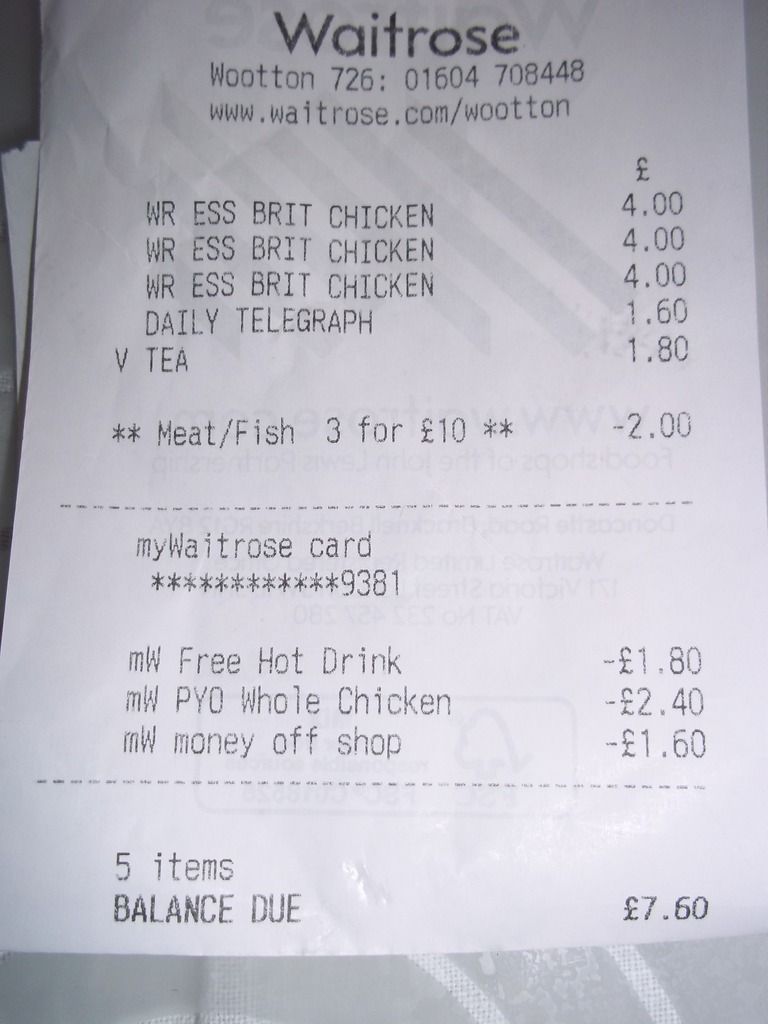 Waitrose
Wootton 726: 01604 708448
www.waitrose.com/wootton
£
WR ESS BRIT CHICKEN 4.00
WR ESS BRIT CHICKEN 4.00
WR ESS BRIT CHICKEN 4.00
DAILY TELEGRAPH 1.60
V TEA 1.80
** Meat/Fish 3 for £10 ** -2.00
myWaitrose card
************9381
mW Free Hot Drink -£1.80
mW PYO Whole Chicken -£2.40
mW money off shop -£1.60
5 items
BALANCE DUE £7.60